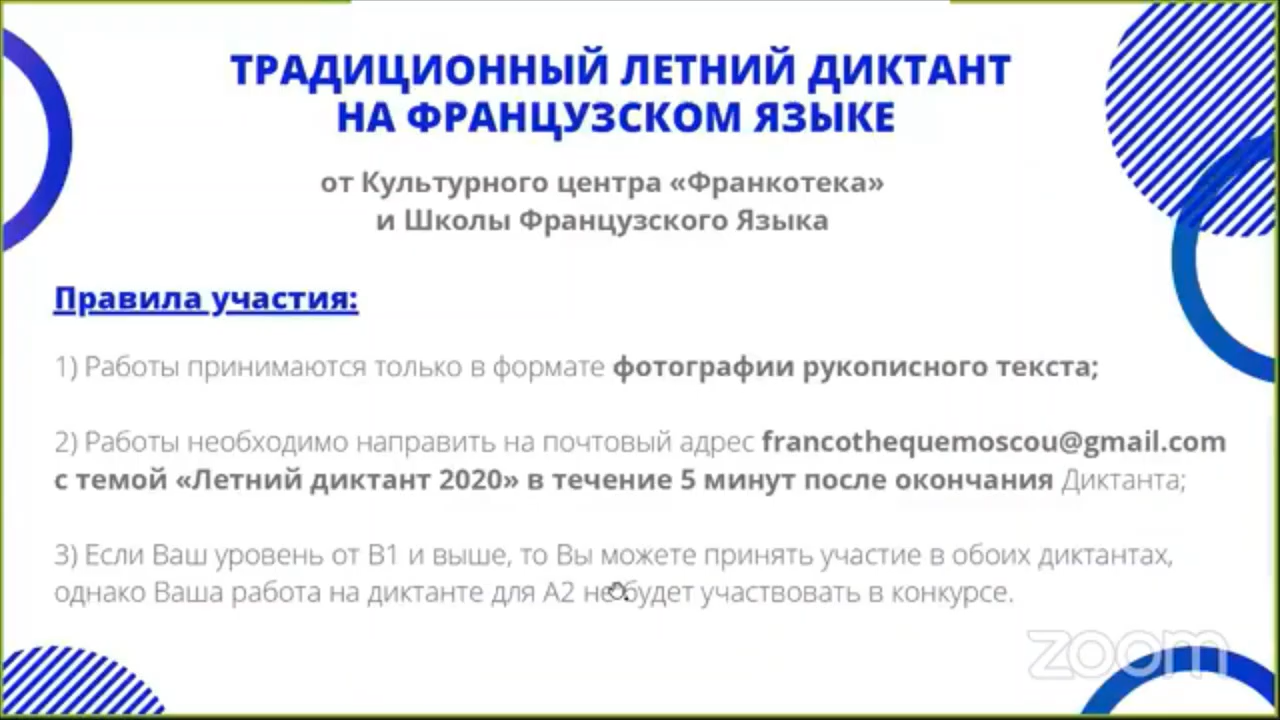 ТРАДИЦИОННЫЙ ЛЕТНИЙ ДИКТАНТ
НА ФРАНЦУЗСКОМ ЯЗЫКЕ
от Культурного центра «Франкотека»
и Школы Французского Языка
Правила участия:
1) Работы принимаются только в формате фотографии рукописного текста;
2) Работы необходимо направить на почтовый адрес francothequemoscou@gmail.com
с темой «Летний диктант 2020» в течение 5 минут после окончания Диктанта;
3) Если Ваш уровень от B1 и выше, то Вы можете принять участие в обоих диктантах,
однако Ваша работа на диктанте для А2 не будет участвовать в конкурсе.
zoom